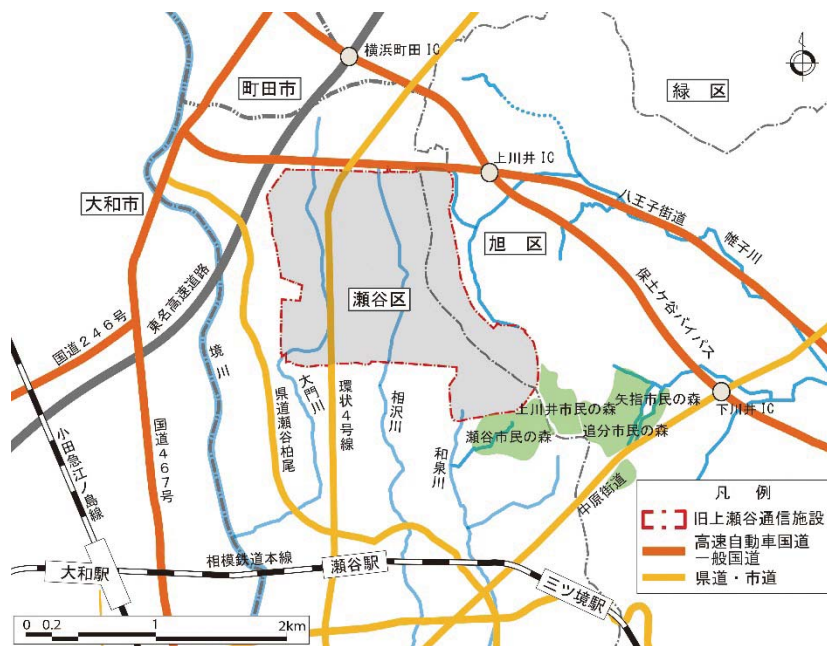 横浜町田 IC
町田市
緑　区
上川井 IC
八王子街道
帷子川
大和市
旭　区
瀬谷区
東名高速道路
保土ケ谷バイパス
国道246号
境川
県道瀬谷柏尾
大門川
環状4号線
相沢川
和泉川
上川井市民の森
矢指市民の森
瀬谷市民の森
追分市民の森
下川井 IC
小田急江ノ島線
国道467号
中原街道
凡　例
旧上瀬谷通信施設
高速自動車国道
一般国道
県道・市道
相模鉄道本線
大和駅
瀬谷駅
三ツ境駅
0 0.2 1 2km